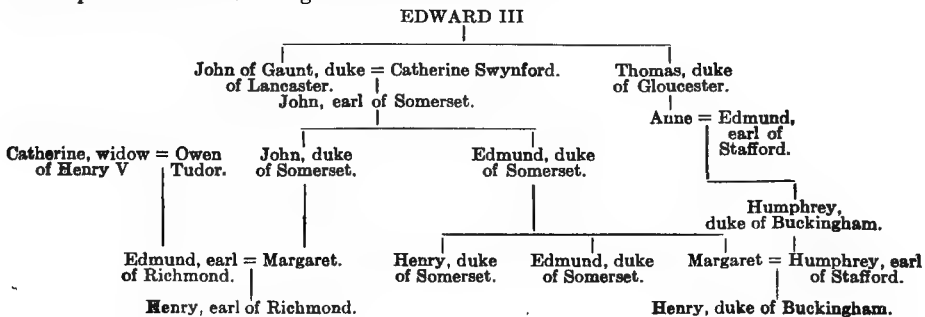 EDWARD III
John of Gaunt, duke = Catherine Swynford. Thomas, duke
of Lancaster. of Gloucester.
John, earl of Somerset.
Anne = Edmund,
earl of
Stafford.
Catherine, widow = Owen John, duke Edmund, duke
of Henry V Tudor. of Somerset. of Somerset.
Humphrey,
duke of Buckingham.
Edmund, earl = Margaret. Henry, duke Edmund, duke Margaret = Humphrey, earl
of Richmond. of Somerset. of Somerset. of Stafford.
Henry, earl of Richmond. Henry, duke of Buckingham.